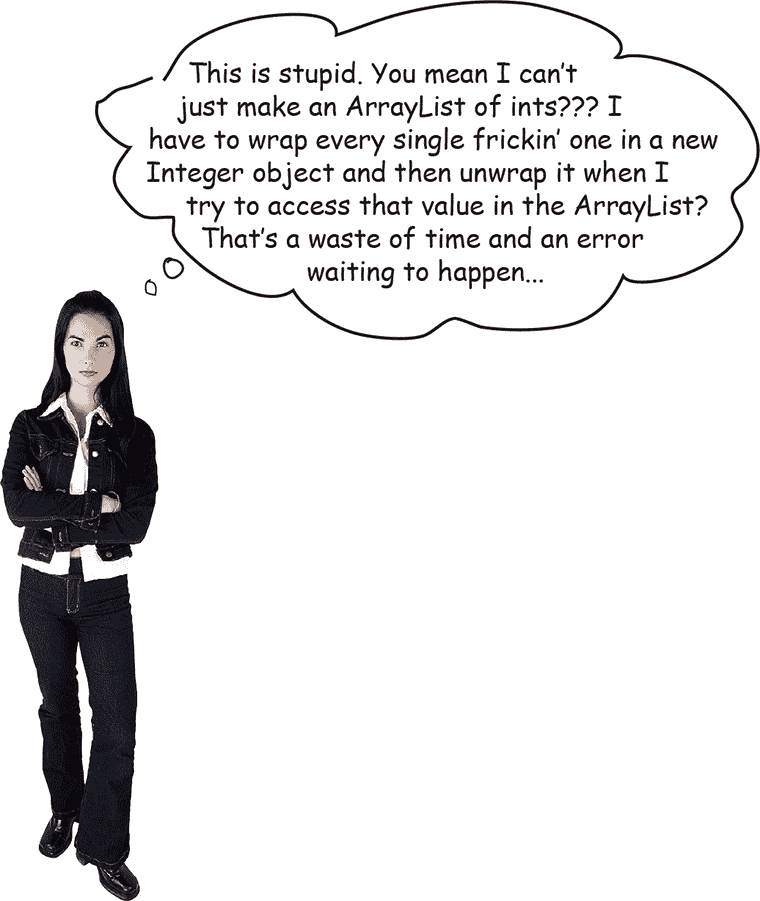 This is stupid. You mean I can't
just make an ArrayList of ints??? I
have to wrap every single frickin' one in a new
Integer object and then unwrap it when I
try to access that value in the ArrayList?
That's a waste of time and an error
waiting to happen...